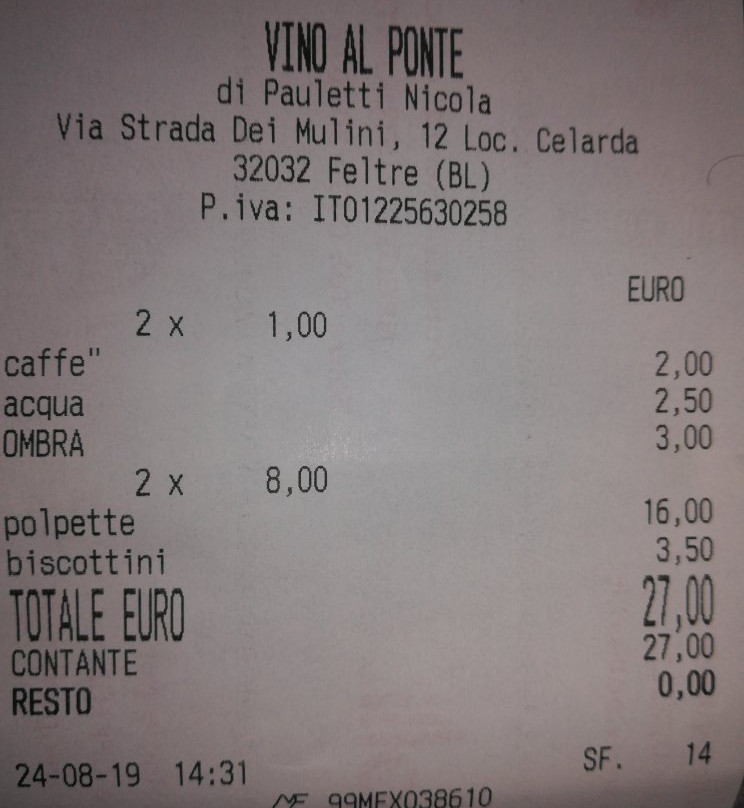 VINO AL PONTE
di Pauletti Nicola
Via Strada Dei Mulini, 12 Loc. Celarda
32032 Feltre (BL)
P.iva: IT01225630258
EURO
2 x 1,00
caffe" 2,00
acqua 2,50
OMBRA 3,00
2 x 8,00
polpette 16,00
biscottini 3,50
TOTALE EURO 27,00
CONTANTE 27,00
RESTO 0,00
24-08-19 14:31 SF. 14
MF 99MEX038610